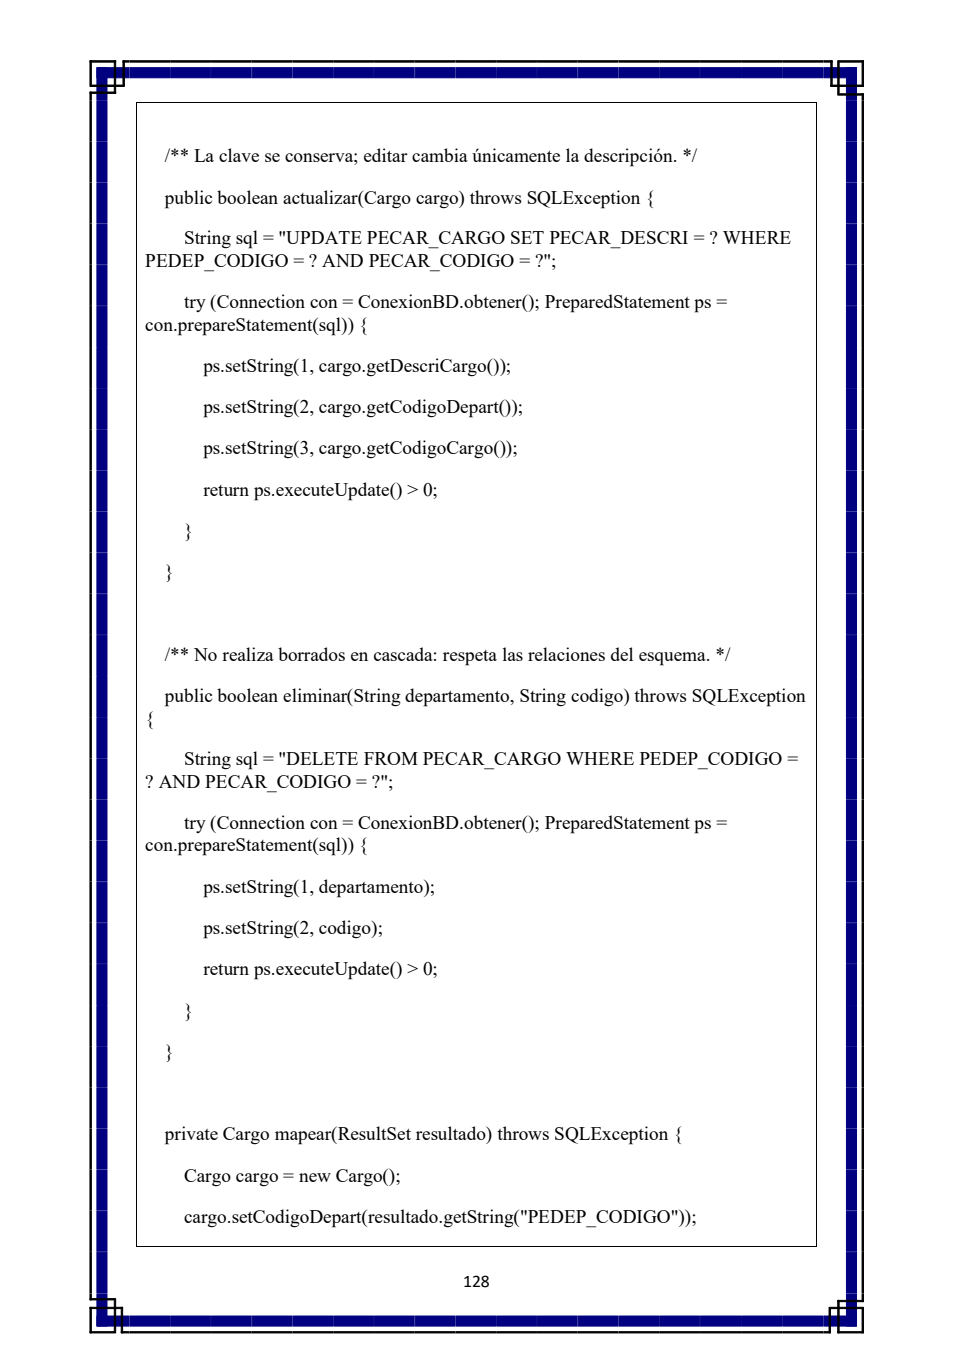 /** La clave se conserva; editar cambia únicamente la descripción. */
public boolean actualizar(Cargo cargo) throws SQLException {
String sql = "UPDATE PECAR_CARGO SET PECAR_DESCRI = ? WHERE
PEDEP_CODIGO = ? AND PECAR_CODIGO = ?";
try (Connection con = ConexionBD.obtener(); PreparedStatement ps =
con.prepareStatement(sql)) {
ps.setString(1, cargo.getDescriCargo());
ps.setString(2, cargo.getCodigoDepart());
ps.setString(3, cargo.getCodigoCargo());
return ps.executeUpdate() > 0;
}
}
/** No realiza borrados en cascada: respeta las relaciones del esquema. */
public boolean eliminar(String departamento, String codigo) throws SQLException
{
String sql = "DELETE FROM PECAR_CARGO WHERE PEDEP_CODIGO =
? AND PECAR_CODIGO = ?";
try (Connection con = ConexionBD.obtener(); PreparedStatement ps =
con.prepareStatement(sql)) {
ps.setString(1, departamento);
ps.setString(2, codigo);
return ps.executeUpdate() > 0;
}
}
private Cargo mapear(ResultSet resultado) throws SQLException {
Cargo cargo = new Cargo();
cargo.setCodigoDepart(resultado.getString("PEDEP_CODIGO"));
128